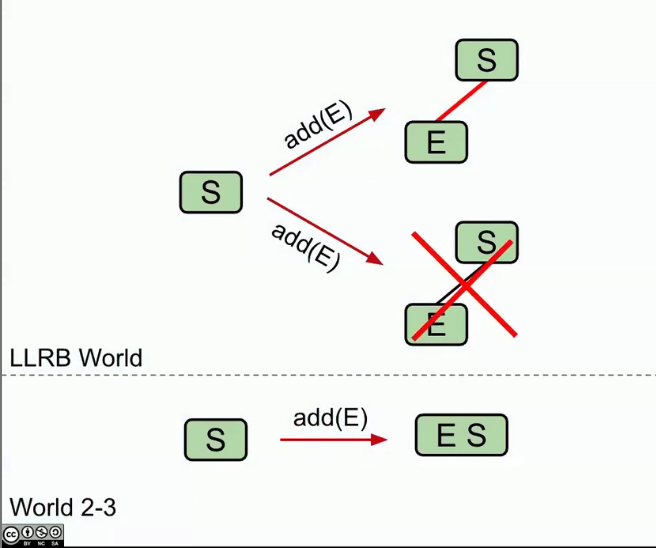 S
add(E)
E
S
add(E)
S
E
LLRB World
S
add(E)
E S
World 2-3
cc
BY NC SA